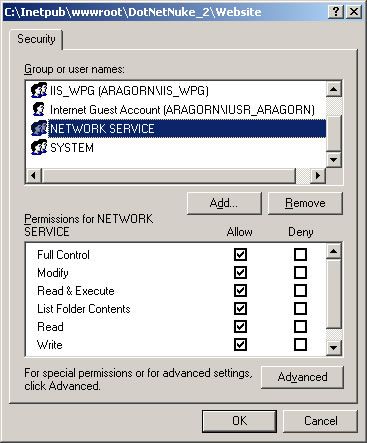 C:\Inetpub\wwwroot\DotNetNuke_2\Website
Security
Group or user names:
IIS_WPG (ARAGORN\IIS_WPG)
Internet Guest Account (ARAGORN\IUSR_ARAGORN)
NETWORK SERVICE
SYSTEM
Add... Remove
Permissions for NETWORK
SERVICE Allow Deny
Full Control
Modify
Read & Execute
List Folder Contents
Read
Write
For special permissions or for advanced settings,
click Advanced. Advanced
OK Cancel